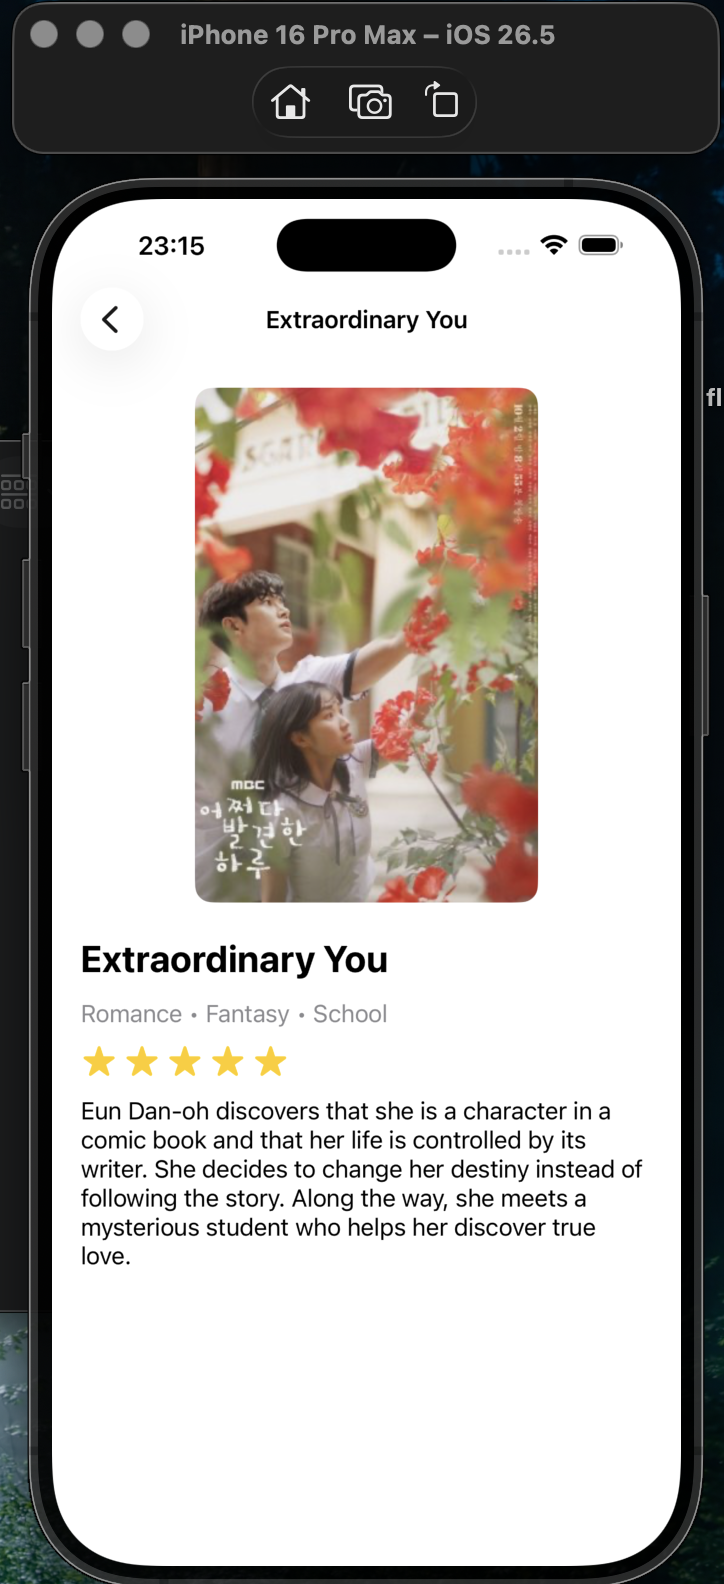 iPhone 16 Pro Max – iOS 26.5
23:15
Extraordinary You
fl
mbc
어쩌다
발견한
하루
Extraordinary You
Romance • Fantasy • School
Eun Dan-oh discovers that she is a character in a
comic book and that her life is controlled by its
writer. She decides to change her destiny instead of
following the story. Along the way, she meets a
mysterious student who helps her discover true
love.